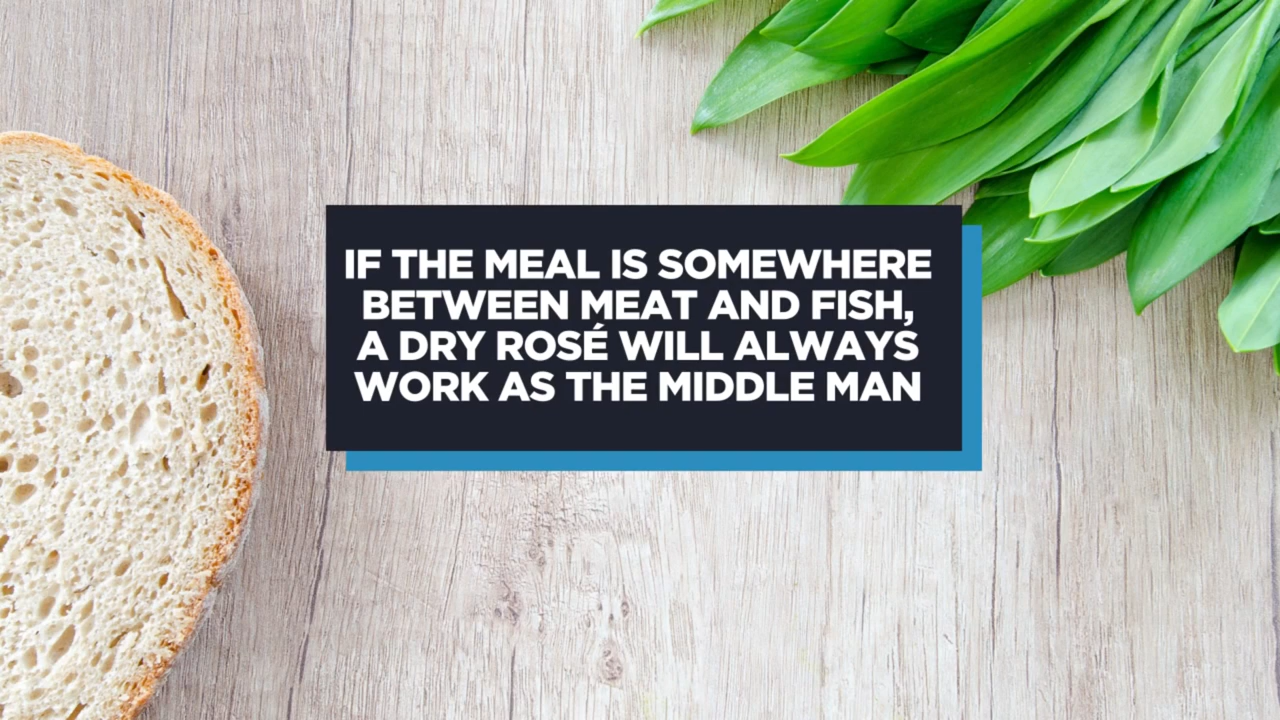 IF THE MEAL IS SOMEWHERE
BETWEEN MEAT AND FISH,
A DRY ROSÉ WILL ALWAYS
WORK AS THE MIDDLE MAN